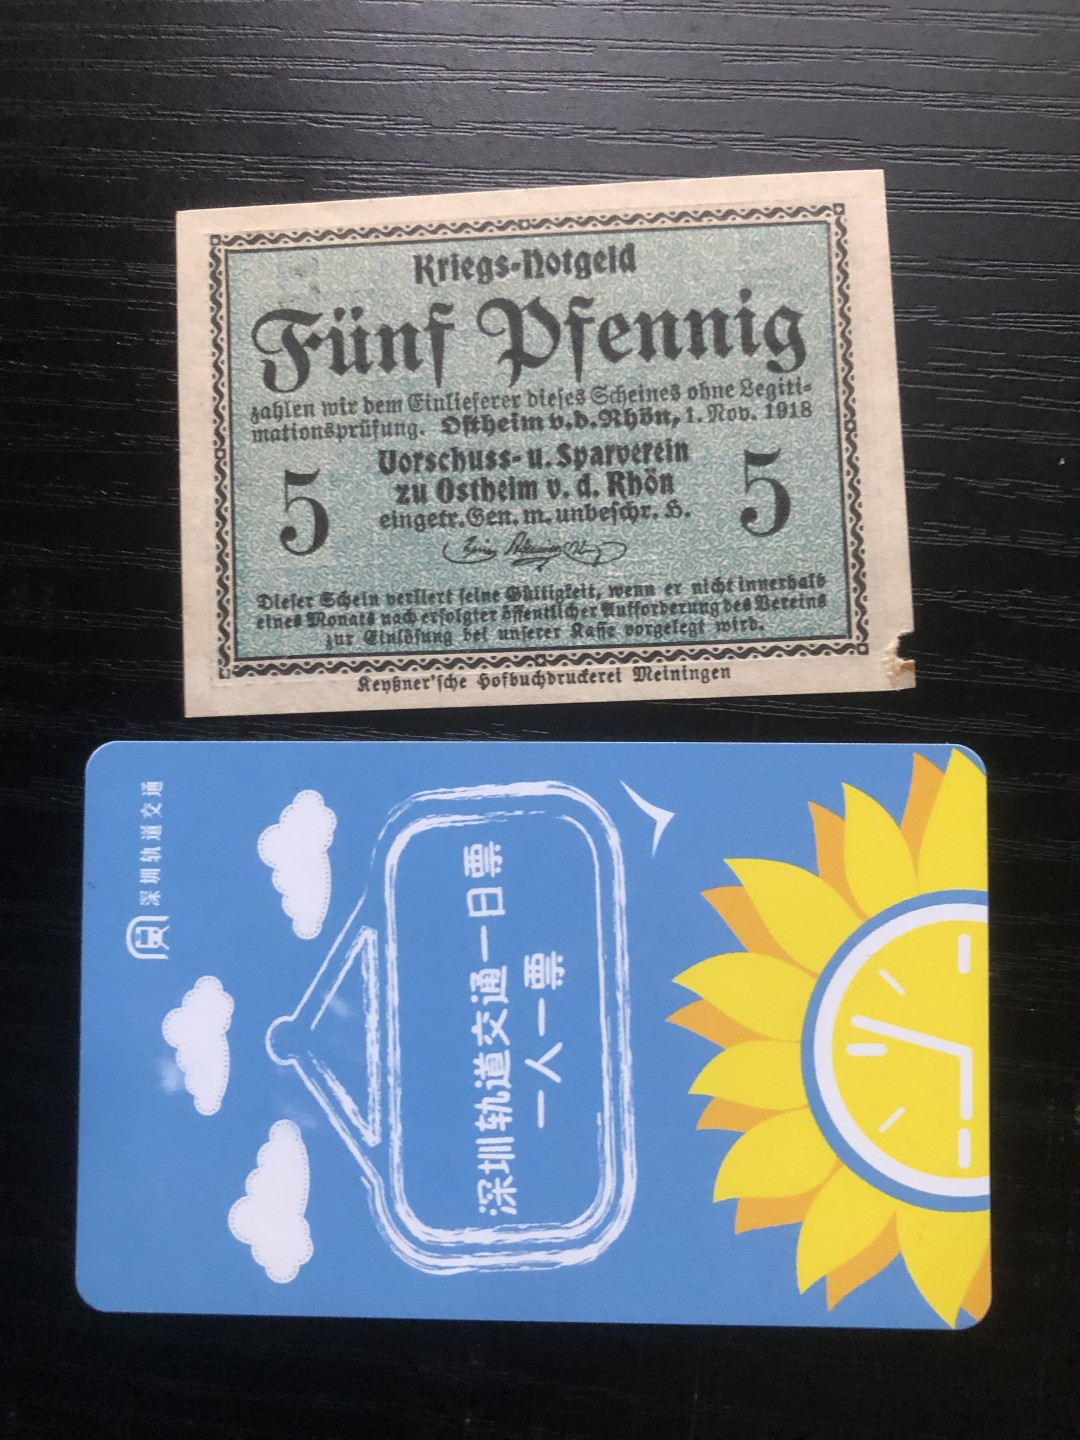 Kriegs-Notgeld
Fünf Pfennig
zahlen wir dem Einlieferer dieses Scheines ohne Legiti-
mationsprüfung. Ostheim v.d. Rhön, 1. Nov. 1918
Vorschuss- u. Sparverein
zu Ostheim v. d. Rhön
eingetr. Gen. m. unbeschr. H.
5
5
Dieser Schein verliert seine Gültigkeit, wenn er nicht innerhalb
eines Monats nach erfolgter öffentlicher Aufforderung des Vereins
zur Einlösung bei unserer Kasse vorgelegt wird.
Keyßner'sche Hofbuchdruckerei Meiningen
深圳轨道交通
深圳轨道交通一日票
一人一票